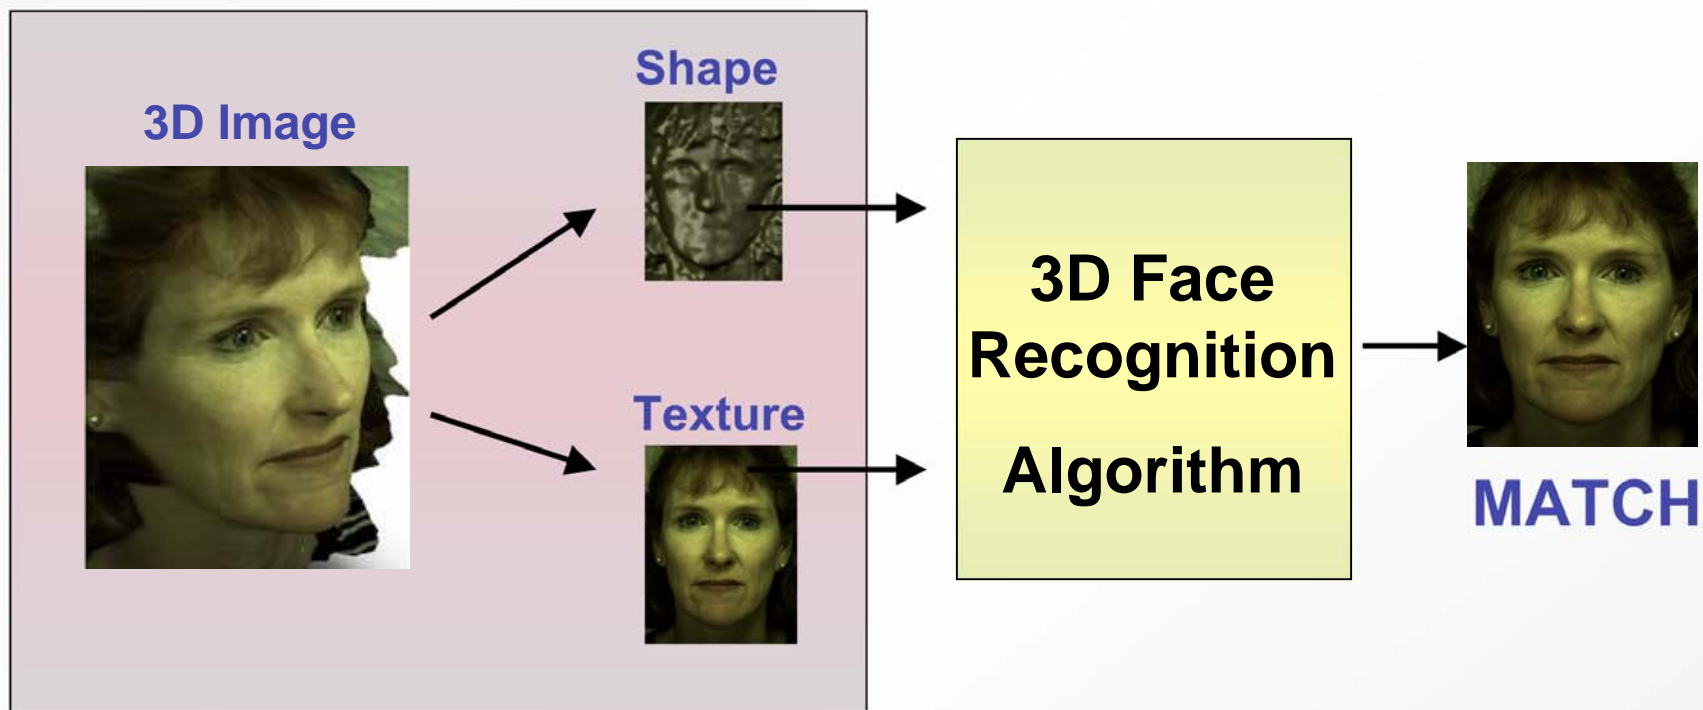 3D Image
Shape
Texture
3D Face
Recognition
Algorithm
MATCH